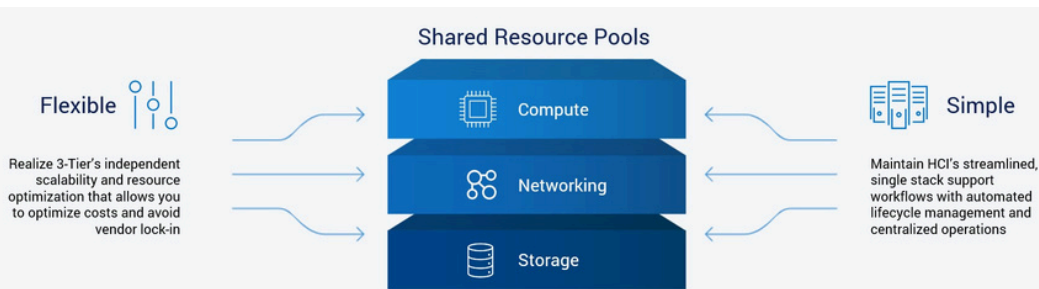 Shared Resource Pools
Flexible
Realize 3-Tier's independent
scalability and resource
optimization that allows you
to optimize costs and avoid
vendor lock-in
Compute
Networking
Storage
Simple
Maintain HCI's streamlined,
single stack support
workflows with automated
lifecycle management and
centralized operations